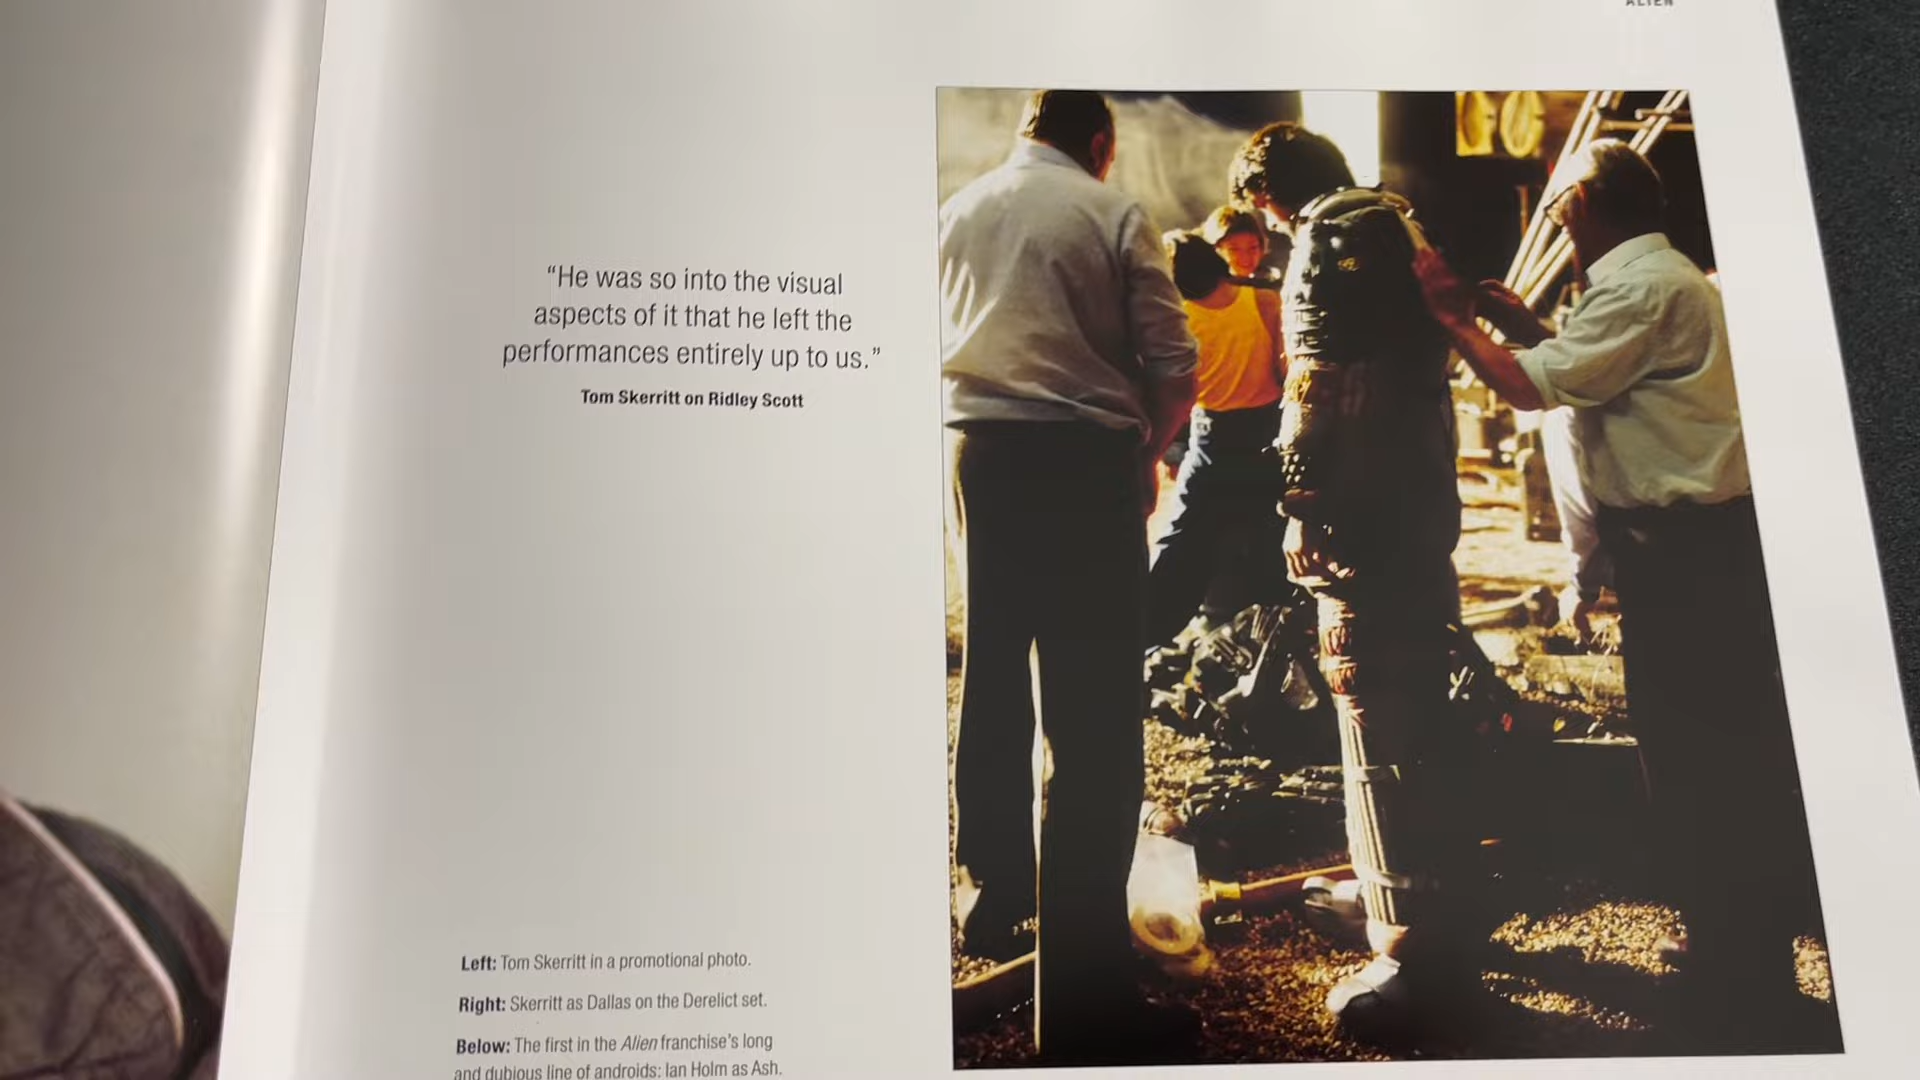 ALIEN
“He was so into the visual
aspects of it that he left the
performances entirely up to us.”
Tom Skerritt on Ridley Scott
Left: Tom Skerritt in a promotional photo.
Right: Skerritt as Dallas on the Derelict set.
Below: The first in the Alien franchise’s long
and dubious line of androids: Ian Holm as Ash.